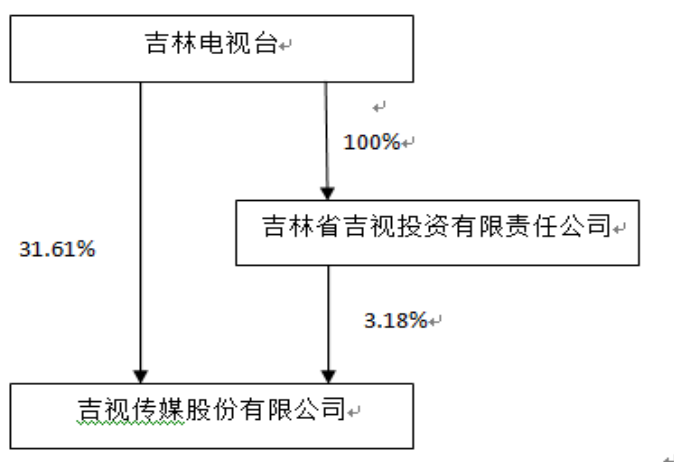 吉林电视台
100%
吉林省吉视投资有限责任公司
31.61%
3.18%
吉视传媒股份有限公司